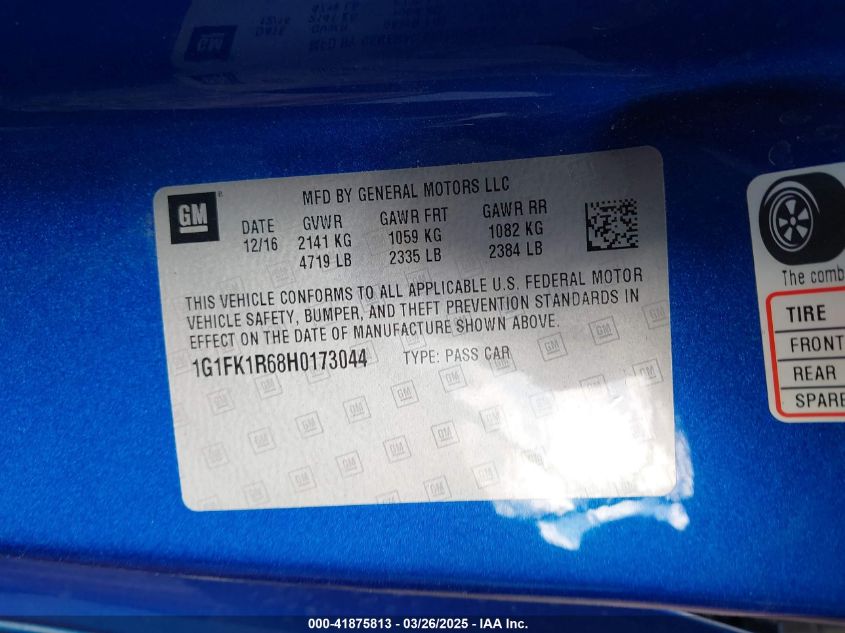 GM
MFD BY GENERAL MOTORS LLC
DATE GVWR GAWR FRT GAWR RR
12/16 2141 KG 1059 KG 1082 KG
4719 LB 2335 LB 2384 LB
THIS VEHICLE CONFORMS TO ALL APPLICABLE U.S. FEDERAL MOTOR
VEHICLE SAFETY, BUMPER, AND THEFT PREVENTION STANDARDS IN
EFFECT ON THE DATE OF MANUFACTURE SHOWN ABOVE.
1G1FK1R68H0173044 TYPE: PASS CAR
The comb
TIRE
FRONT
REAR
SPARE
000-41875813 - 03/26/2025 - IAA Inc.